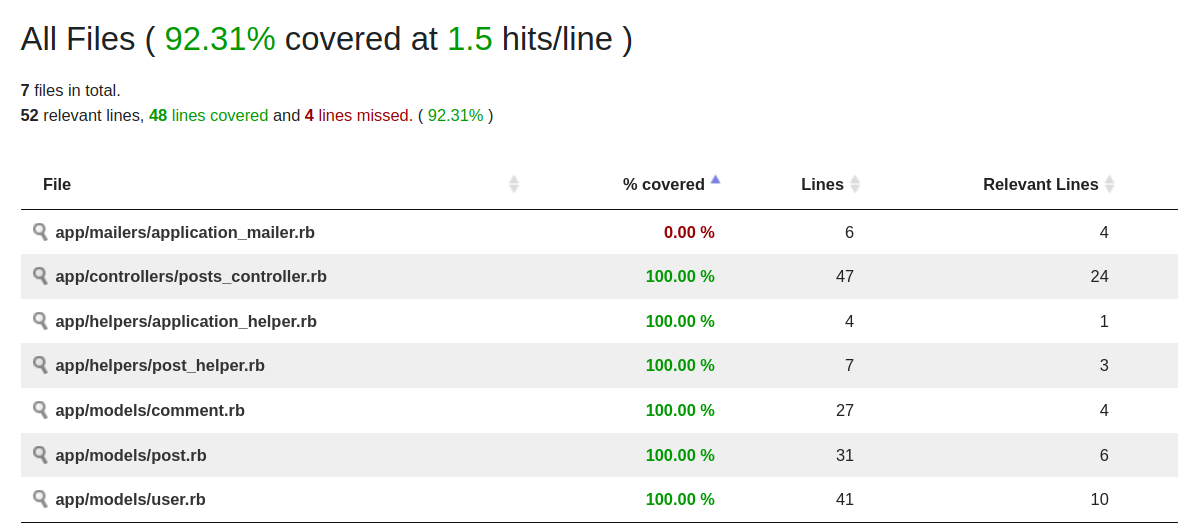 All Files ( 92.31% covered at 1.5 hits/line )
7 files in total.
52 relevant lines, 48 lines covered and 4 lines missed. ( 92.31% )
File % covered Lines Relevant Lines
app/mailers/application_mailer.rb 0.00 % 6 4
app/controllers/posts_controller.rb 100.00 % 47 24
app/helpers/application_helper.rb 100.00 % 4 1
app/helpers/post_helper.rb 100.00 % 7 3
app/models/comment.rb 100.00 % 27 4
app/models/post.rb 100.00 % 31 6
app/models/user.rb 100.00 % 41 10